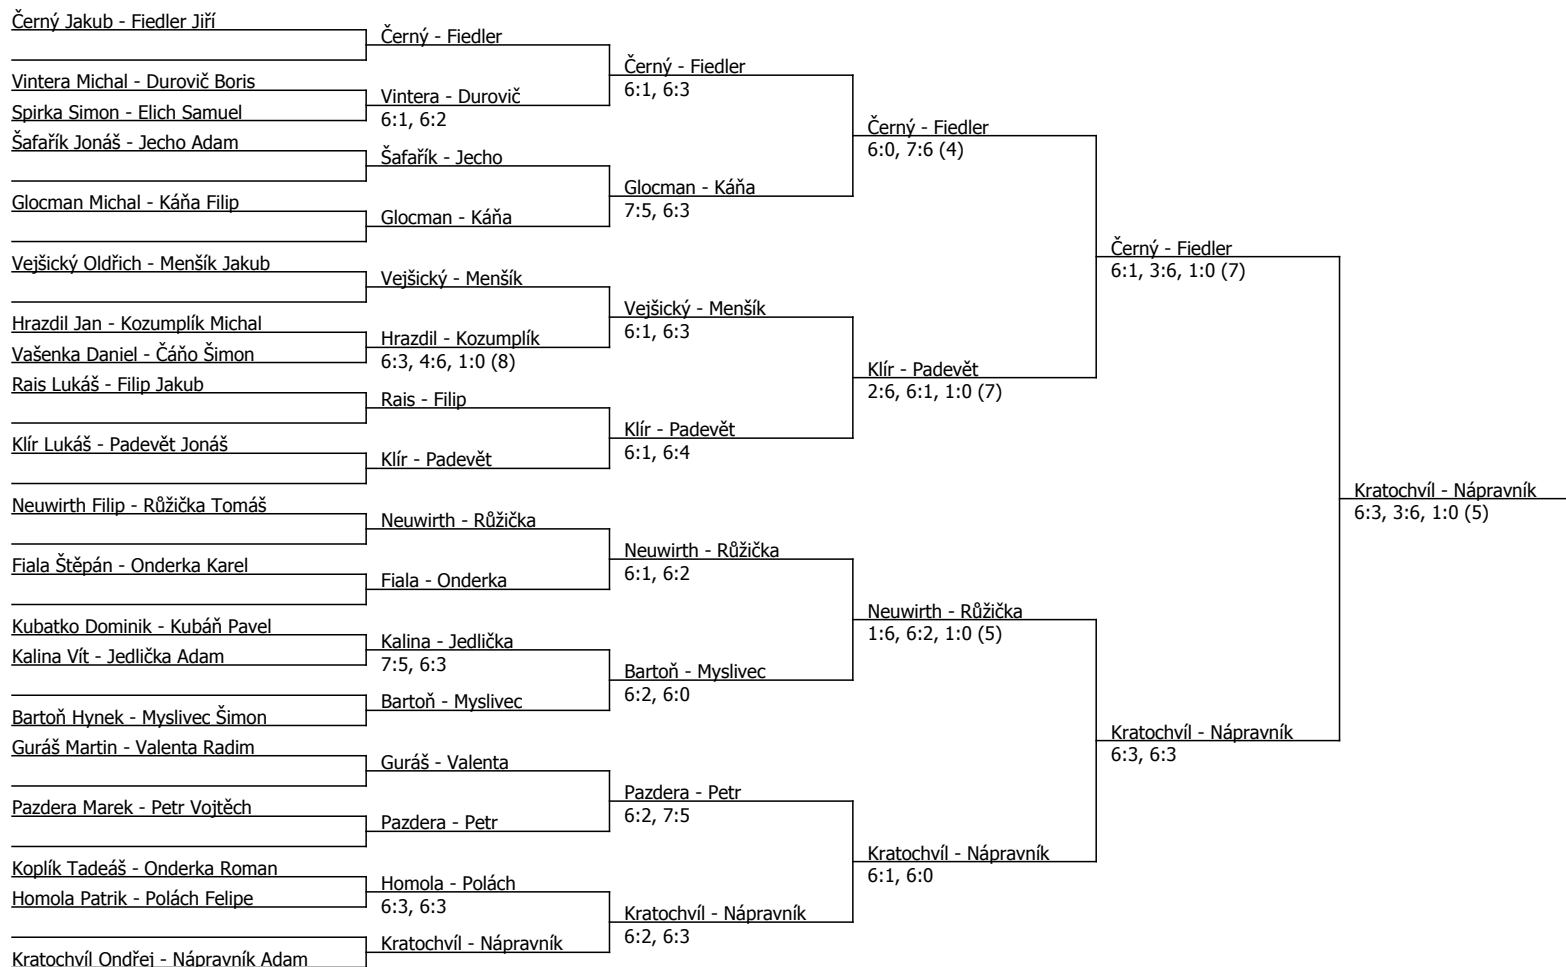 Černý Jakub - Fiedler Jiří
Vintera Michal - Durovič Boris
Spirka Simon - Elich Samuel
Šafařík Jonáš - Jecho Adam
Glocman Michal - Káňa Filip
Vejšický Oldřich - Menšík Jakub
Hrazdil Jan - Kozumplík Michal
Vašenka Daniel - Čáňo Šimon
Rais Lukáš - Filip Jakub
Klír Lukáš - Padevět Jonáš
Neuwirth Filip - Růžička Tomáš
Fiala Štěpán - Onderka Karel
Kubatko Dominik - Kubáň Pavel
Kalina Vít - Jedlička Adam
Bartoň Hynek - Myslivec Šimon
Guráš Martin - Valenta Radim
Pazdera Marek - Petr Vojtěch
Koplík Tadeáš - Onderka Roman
Homola Patrik - Polách Felipe
Kratochvíl Ondřej - Nápravník Adam
Černý - Fiedler
Vintera - Durovič
6:1, 6:2
Šafařík - Jecho
Glocman - Káňa
Vejšický - Menšík
Hrazdil - Kozumplík
6:3, 4:6, 1:0 (8)
Rais - Filip
Klír - Padevět
Neuwirth - Růžička
Fiala - Onderka
Kalina - Jedlička
7:5, 6:3
Bartoň - Myslivec
Guráš - Valenta
Pazdera - Petr
Homola - Polách
6:3, 6:3
Kratochvíl - Nápravník
Černý - Fiedler
6:1, 6:3
Glocman - Káňa
7:5, 6:3
Vejšický - Menšík
6:1, 6:3
Klír - Padevět
6:1, 6:4
Neuwirth - Růžička
6:1, 6:2
Bartoň - Myslivec
6:2, 6:0
Pazdera - Petr
6:2, 7:5
Kratochvíl - Nápravník
6:2, 6:3
Černý - Fiedler
6:0, 7:6 (4)
Klír - Padevět
2:6, 6:1, 1:0 (7)
Neuwirth - Růžička
1:6, 6:2, 1:0 (5)
Kratochvíl - Nápravník
6:1, 6:0
Černý - Fiedler
6:1, 3:6, 1:0 (7)
Kratochvíl - Nápravník
6:3, 6:3
Kratochvíl - Nápravník
6:3, 3:6, 1:0 (5)